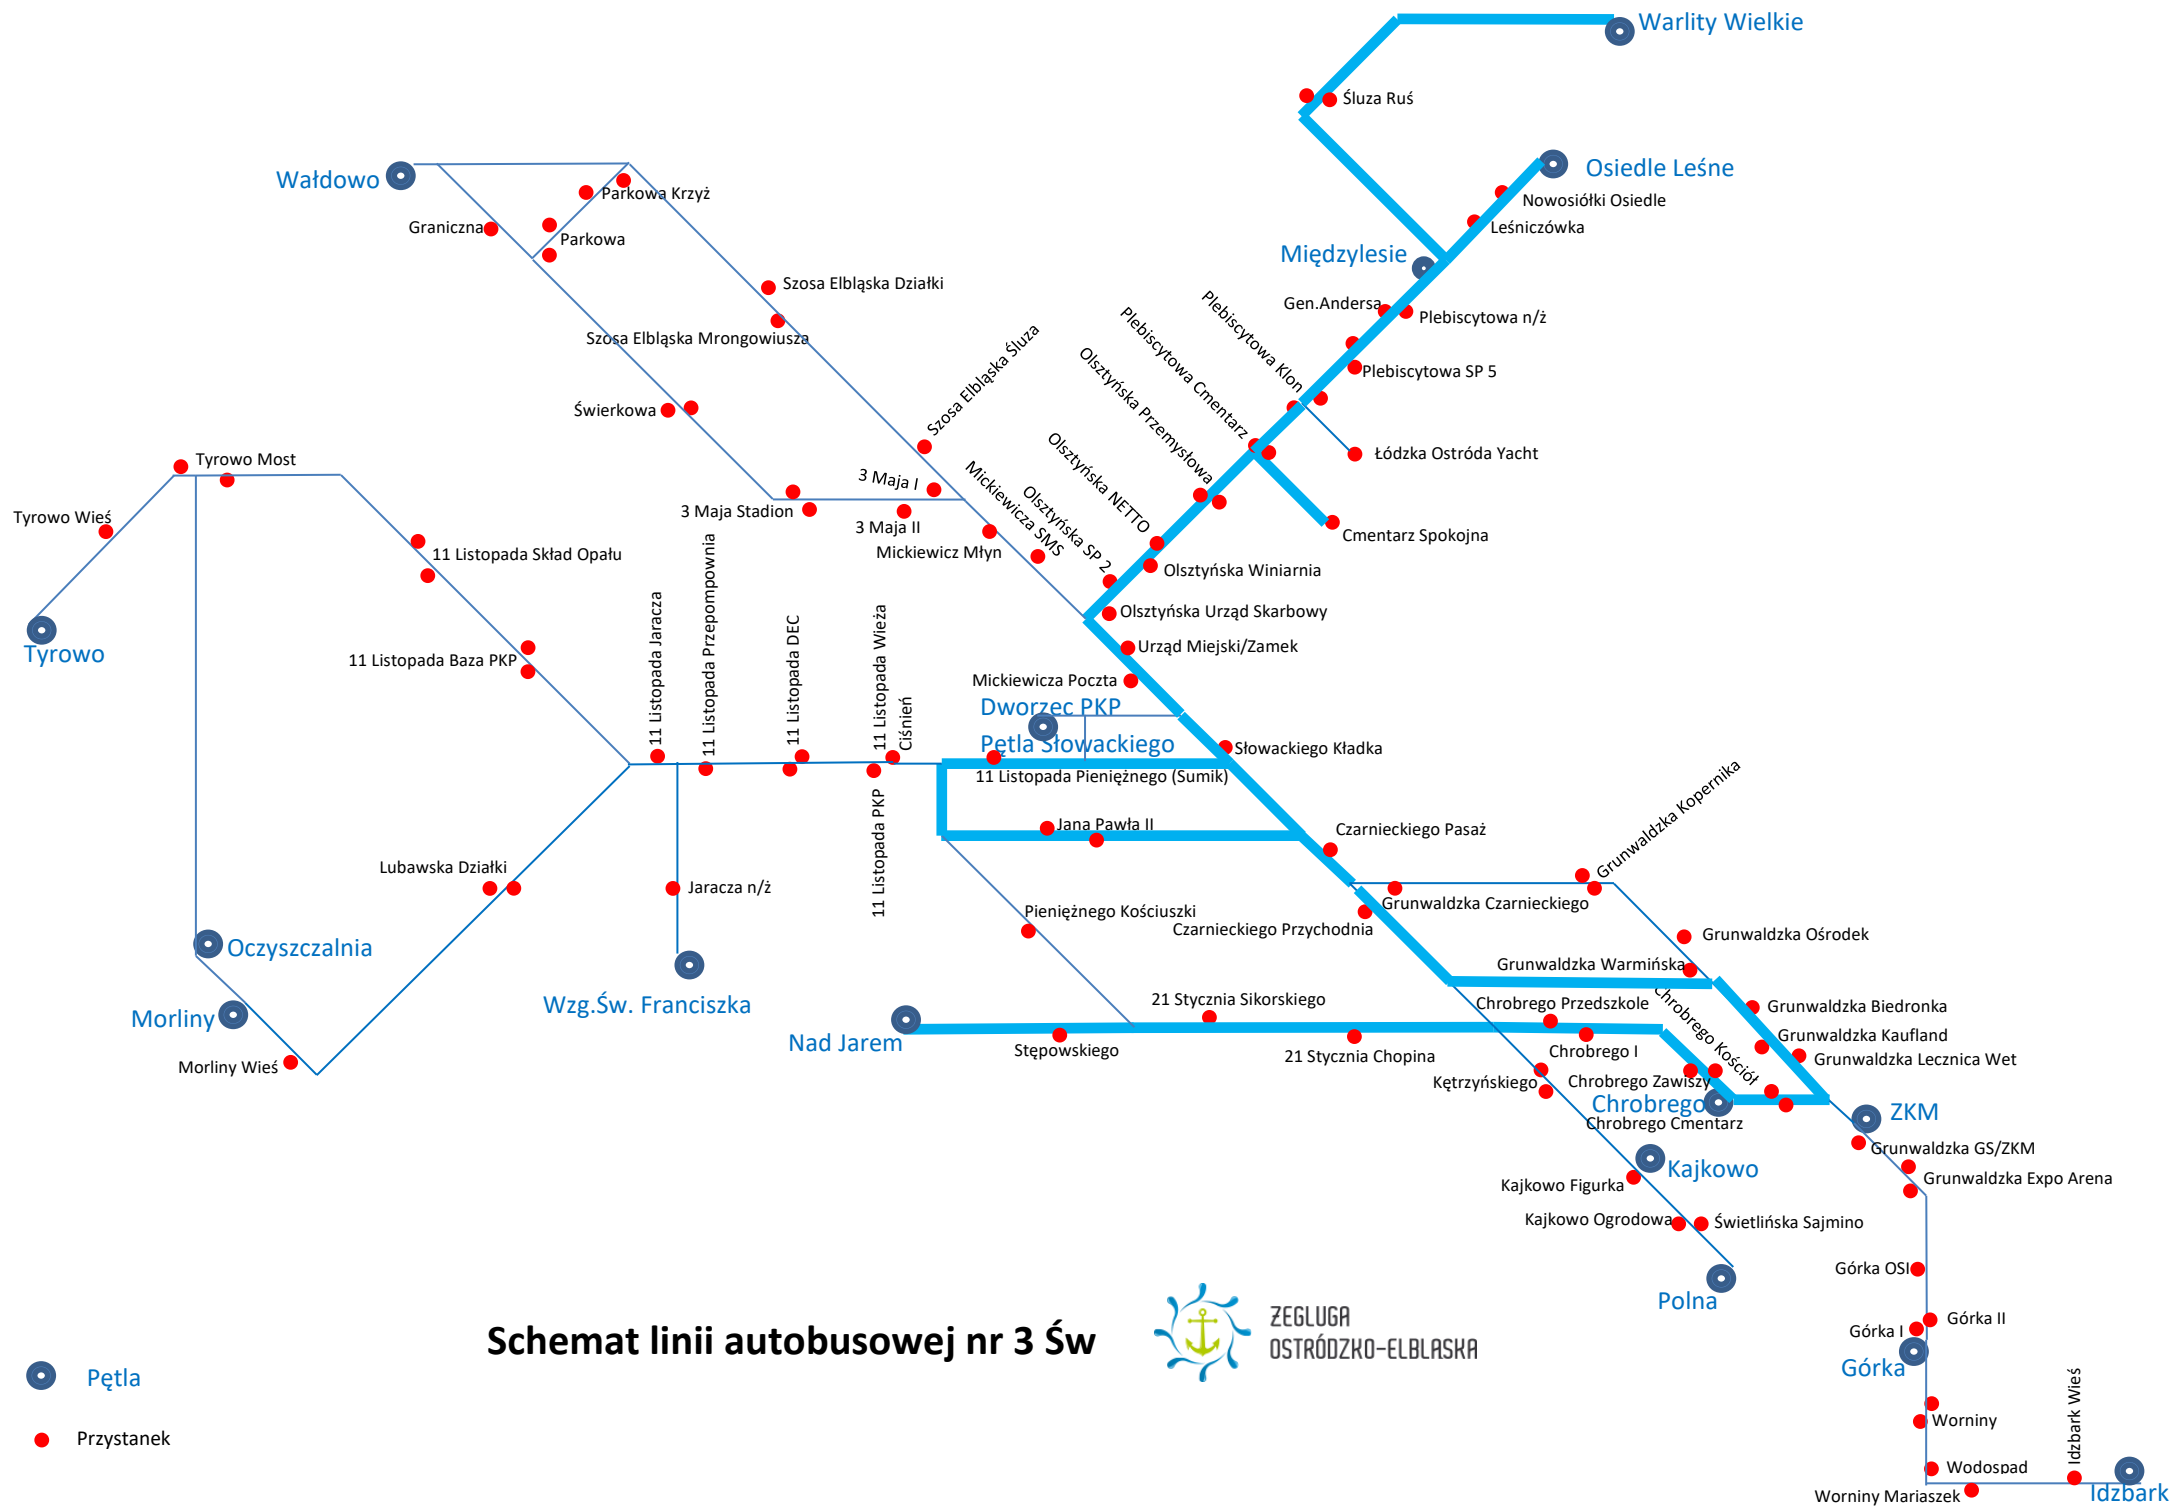 Warlity Wielkie
Śluza Ruś
Osiedle Leśne
Wałdowo
Parkowa Krzyż
Nowosiółki Osiedle
Graniczna
Parkowa
Leśniczówka
Międzylesie
Szosa Elbląska Działki
Gen.Andersa
Plebiscytowa n/ż
Szosa Elbląska Mrongowiusza
Plebiscytowa Klon
Plebiscytowa Cmentarz
Plebiscytowa SP 5
Szosa Elbląska Śluza
Olsztyńska Przemysłowa
Świerkowa
Łódzka Ostróda Yacht
Tyrowo Most
Olsztyńska NETTO
3 Maja I
Mickiewicza SMS
Olsztyńska SP 2
3 Maja Stadion
3 Maja II
Tyrowo Wieś
Cmentarz Spokojna
11 Listopada Skład Opału
Mickiewicz Młyn
Olsztyńska Winiarnia
Olsztyńska Urząd Skarbowy
Tyrowo
11 Listopada Baza PKP
11 Listopada Jaracza
11 Listopada Przepompownia
11 Listopada DEC
11 Listopada Wieża
Ciśnień
Urząd Miejski/Zamek
Mickiewicza Poczta
Dworzec PKP
Pętla Słowackiego
Słowackiego Kładka
11 Listopada Pieniężnego (Sumik)
Grunwaldzka Kopernika
Jana Pawła II
Czarnieckiego Pasaż
11 Listopada PKP
Lubawska Działki
Jaracza n/ż
Grunwaldzka Czarnieckiego
Pieniężnego Kościuszki
Czarnieckiego Przychodnia
Grunwaldzka Ośrodek
Oczyszczalnia
Grunwaldzka Warmińska
Wzg.Św. Franciszka
21 Stycznia Sikorskiego
Chrobrego Przedszkole
Chrobrego Kościół
Grunwaldzka Biedronka
Morliny
Nad Jarem
Stępowskiego
21 Stycznia Chopina
Chrobrego I
Grunwaldzka Kaufland
Grunwaldzka Lecznica Wet
Morliny Wieś
Kętrzyńskiego
Chrobrego Zawiszy
Chrobrego
ZKM
Chrobrego Cmentarz
Grunwaldzka GS/ZKM
Kajkowo
Kajkowo Figurka
Grunwaldzka Expo Arena
Kajkowo Ogrodowa
Świetlińska Sajmino
Górka OSI
Polna
Górka II
Górka I
Górka
Schemat linii autobusowej nr 3 Św
ŻEGLUGA
OSTRÓDZKO-ELBLASKA
Pętla
Przystanek
Worniny
Idzbark Wieś
Wodospad
Worniny Mariaszek
Idzbark